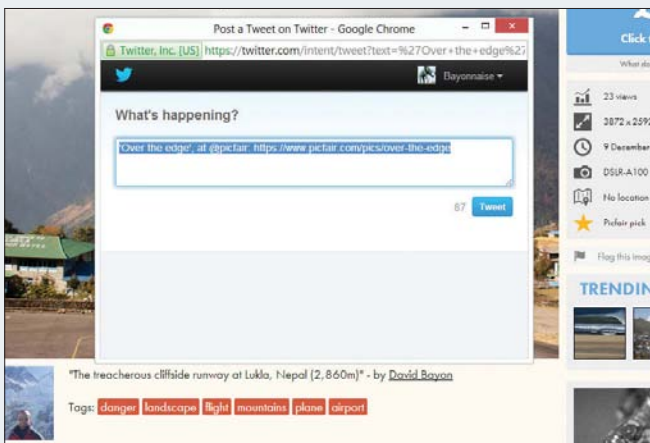 Post a Tweet on Twitter - Google Chrome
Twitter, Inc. [US] https://twitter.com/intent/tweet?text=%27Over+the+edge%27
Bayonnaise
What's happening?
'Over the edge', at @picfair: https://www.picfair.com/pics/over-the-edge
87 Tweet
Click
What do
23 views
3872 x 2592
9 December
DSLR-A100
No location
Picfair pick
Flag this imag
TRENDIN
"The treacherous cliffside runway at Lukla, Nepal (2,860m)" - by David Bayon
Tags: danger landscape flight mountains plane airport